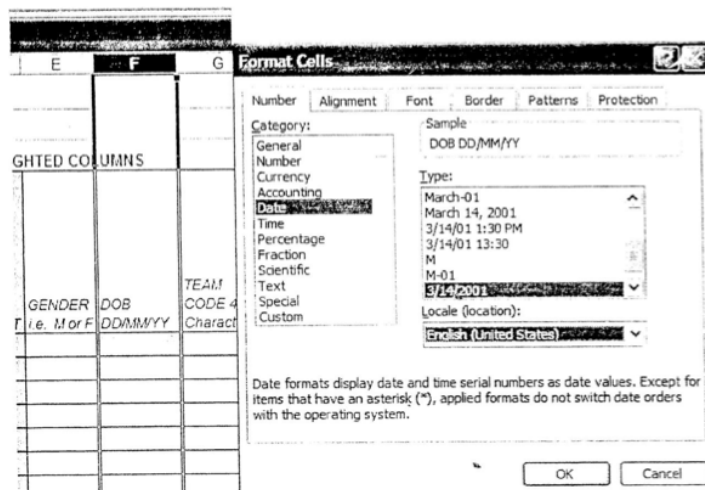 E F G
GHTED COLUMNS
GENDER
i.e. M or F
DOB
DD/MM/YY
TEAM
CODE 4
Charact
T
Format Cells
Number Alignment Font Border Patterns Protection
Category:
General
Number
Currency
Accounting
Date
Time
Percentage
Fraction
Scientific
Text
Special
Custom
Sample
DOB DD/MM/YY
Type:
March-01
March 14, 2001
3/14/01 1:30 PM
3/14/01 13:30
M
M-01
3/14/2001
Locale (location):
English (United States)
Date formats display date and time serial numbers as date values. Except for
items that have an asterisk (*), applied formats do not switch date orders
with the operating system.
OK Cancel